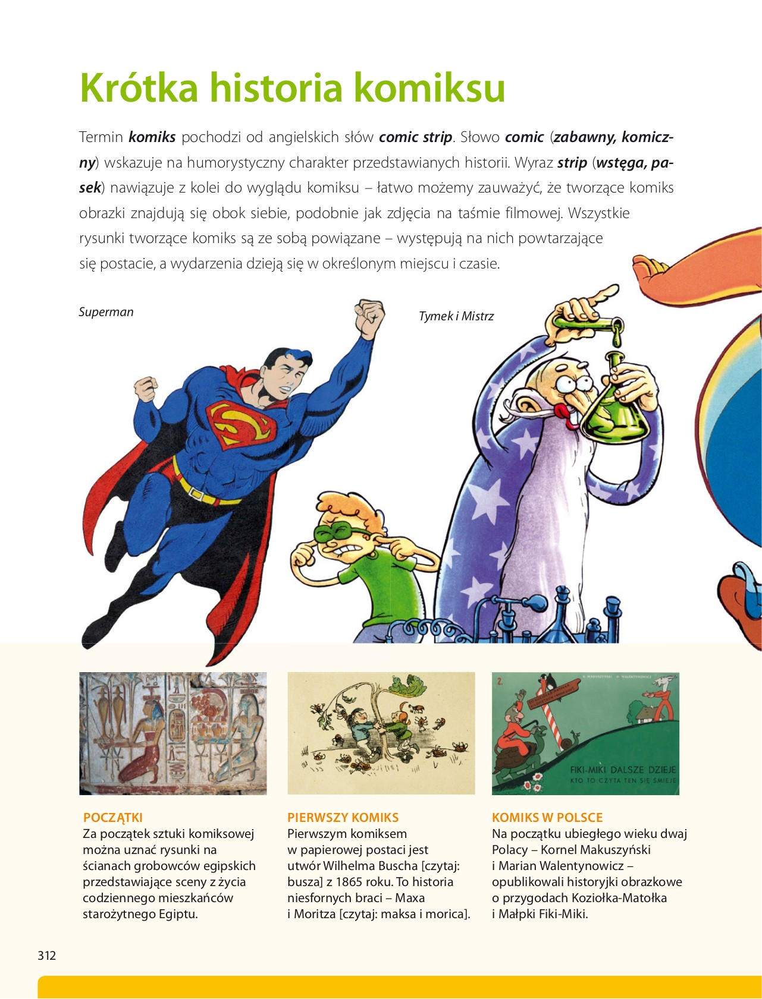 Krótka historia komiksu
Termin komiks pochodzi od angielskich słów comic strip. Słowo comic (zabawny, komicz-
ny) wskazuje na humorystyczny charakter przedstawianych historii. Wyraz strip (wstęga, pa-
sek) nawiązuje z kolei do wyglądu komiksu – łatwo możemy zauważyć, że tworzące komiks
obrazki znajdują się obok siebie, podobnie jak zdjęcia na taśmie filmowej. Wszystkie
rysunki tworzące komiks są ze sobą powiązane – występują na nich powtarzające
się postacie, a wydarzenia dzieją się w określonym miejscu i czasie.
Superman
Tymek i Mistrz
2.
K. MAKUSZYŃSKI M. WALENTYNOWICZ
FIKI-MIKI DALSZE DZIEJE
KTO TO CZYTA TEN SIĘ ŚMIEJE
POCZĄTKI
Za początek sztuki komiksowej
można uznać rysunki na
ścianach grobowców egipskich
przedstawiające sceny z życia
codziennego mieszkańców
starożytnego Egiptu.
PIERWSZY KOMIKS
Pierwszym komiksem
w papierowej postaci jest
utwór Wilhelma Buscha [czytaj:
busza] z 1865 roku. To historia
niesfornych braci – Maxa
i Moritza [czytaj: maksa i morica].
KOMIKS W POLSCE
Na początku ubiegłego wieku dwaj
Polacy – Kornel Makuszyński
i Marian Walentynowicz –
opublikowali historyjki obrazkowe
o przygodach Koziołka-Matołka
i Małpki Fiki-Miki.
312